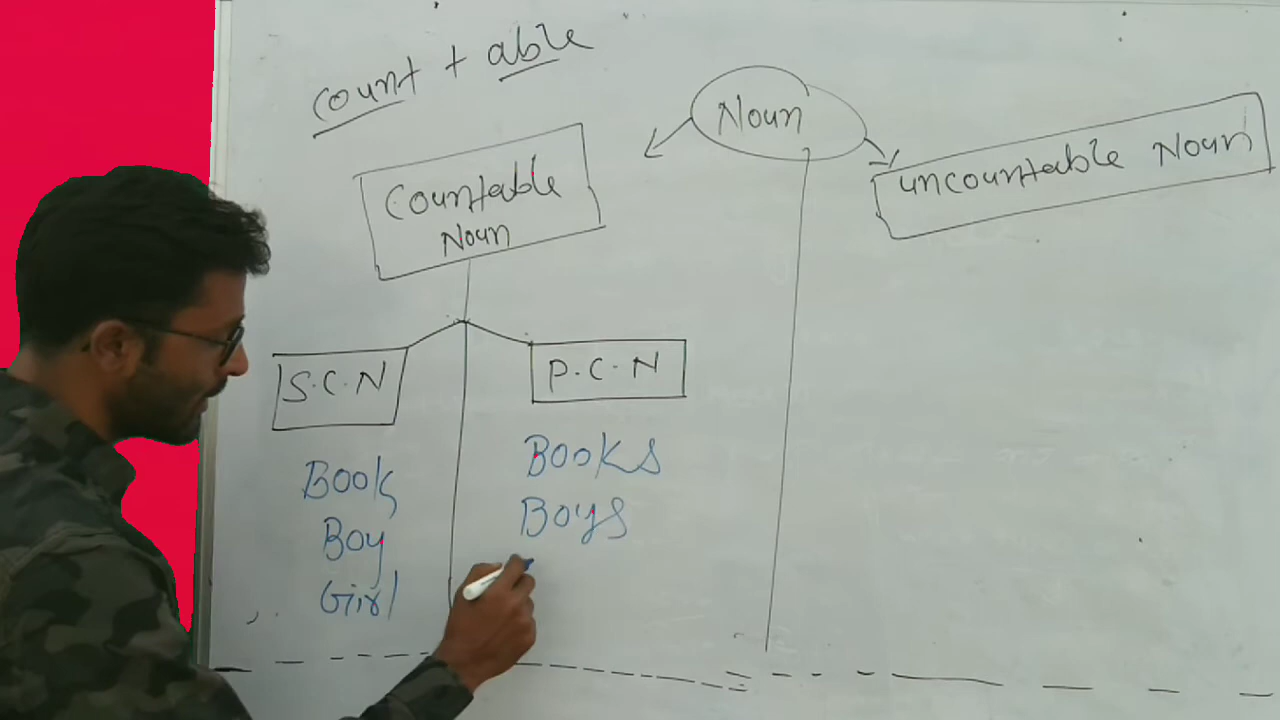 count + able
Noun
Countable
Noun
uncountable Noun
S.C.N
P.C.N
Book
Boy
Girl
Books
Boys